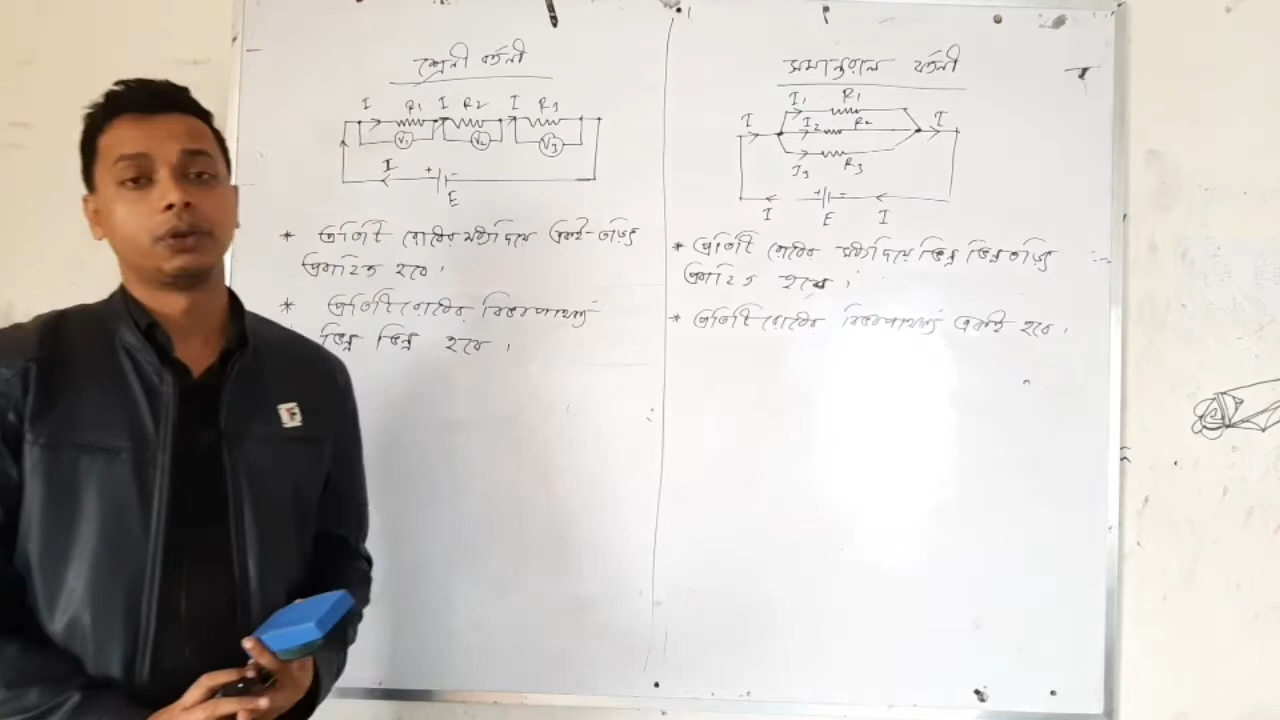 শ্রেনী বর্তনী
I R1 I R2 I R3
V1 V2 V3
I + -
E
* প্রতিটি রোধের মধ্যদিয়ে একই তড়িৎ
প্রবাহিত হবে।
* প্রতিটি রোধের বিভবপার্থক্য
ভিন্ন ভিন্ন হবে।
সমান্তরাল বর্তনী
I1 R1
I I2 R2 I
I3 R3
+ -
I E I
* প্রতিটি রোধের মধ্যদিয়ে ভিন্ন ভিন্ন তড়িৎ
প্রবাহিত হবে।
* প্রতিটি রোধের বিভবপার্থক্য একই হবে।
F